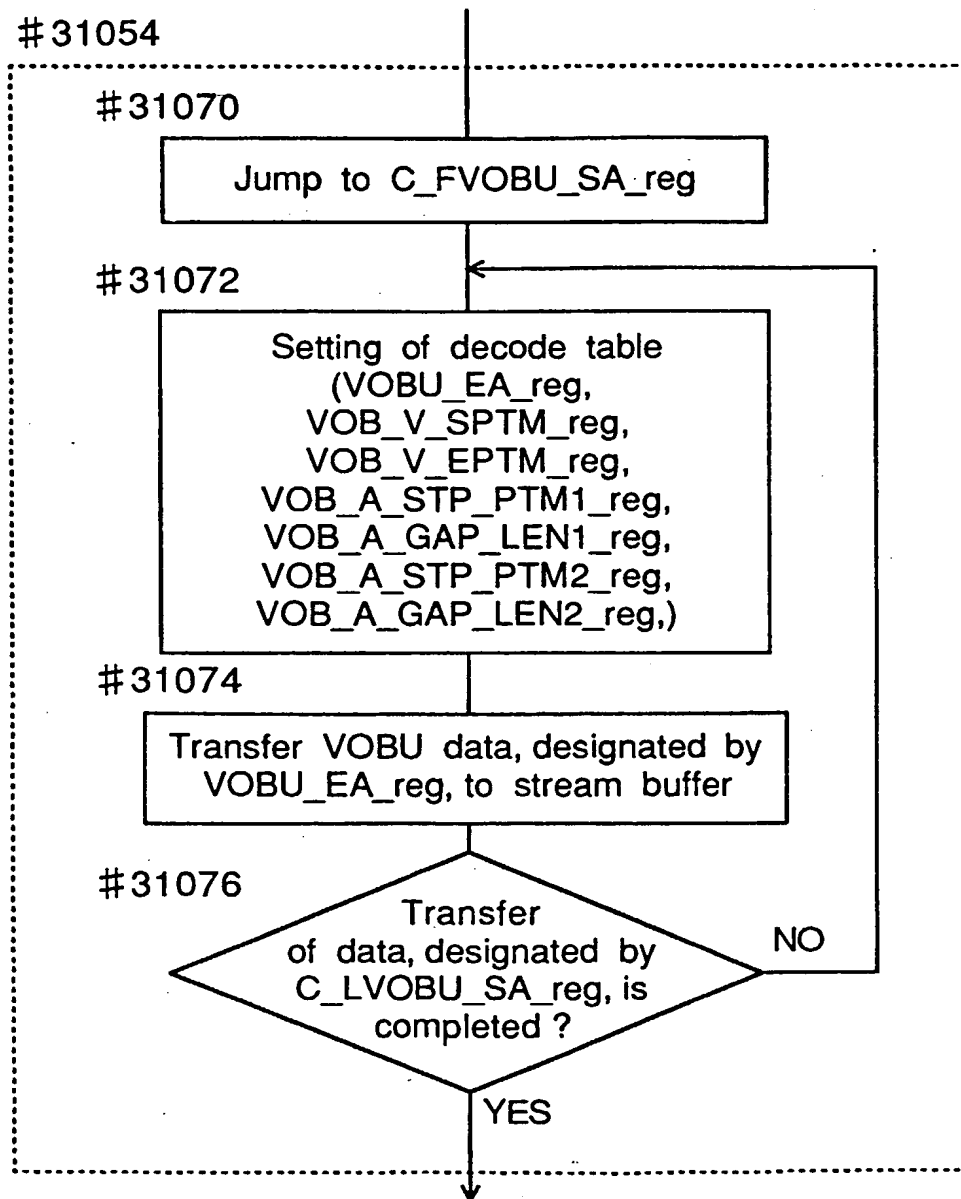 #31054
#31070
Jump to C_FVOBU_SA_reg
#31072
Setting of decode table
(VOBU_EA_reg,
VOB_V_SPTM_reg,
VOB_V_EPTM_reg,
VOB_A_STP_PTM1_reg,
VOB_A_GAP_LEN1_reg,
VOB_A_STP_PTM2_reg,
VOB_A_GAP_LEN2_reg,)
#31074
Transfer VOBU data, designated by
VOBU_EA_reg, to stream buffer
#31076
Transfer
of data, designated by
C_LVOBU_SA_reg, is
completed ?
NO
YES